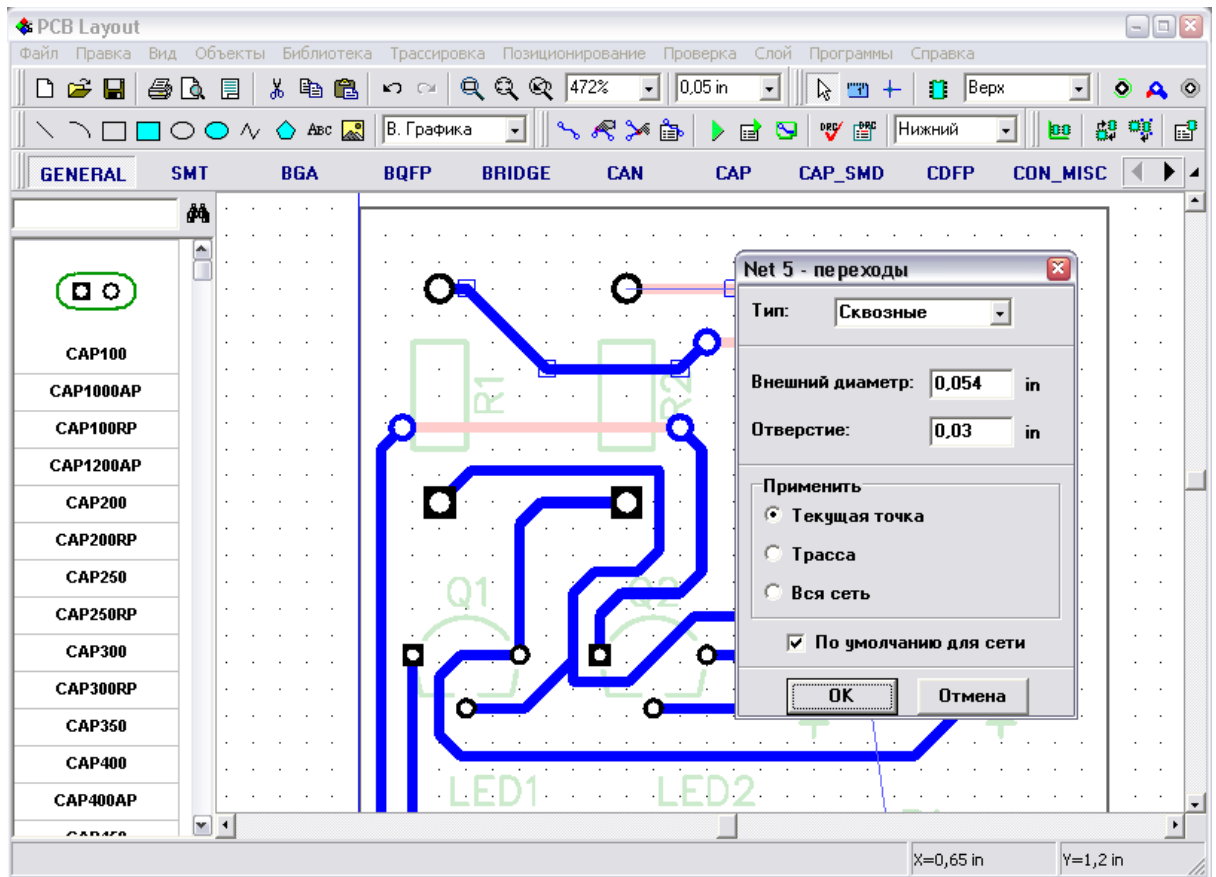 PCB Layout
Файл Правка Вид Объекты Библиотека Трассировка Позиционирование Проверка Слой Программы Справка
472% 0,05 in Верх
ABC В. Графика DRC DRC Нижний
GENERAL SMT BGA BQFP BRIDGE CAN CAP CAP_SMD CDFP CON_MISC
CAP100
CAP1000AP
CAP100RP
CAP1200AP
CAP200
CAP200RP
CAP250
CAP250RP
CAP300
CAP300RP
CAP350
CAP400
CAP400AP
R1
R2
Q1
Q2
LED1
LED2
Net 5 - переходы
Тип: Сквозные
Внешний диаметр: 0,054 in
Отверстие: 0,03 in
Применить
Текущая точка
Трасса
Вся сеть
По умолчанию для сети
OK Отмена
X=0,65 in Y=1,2 in